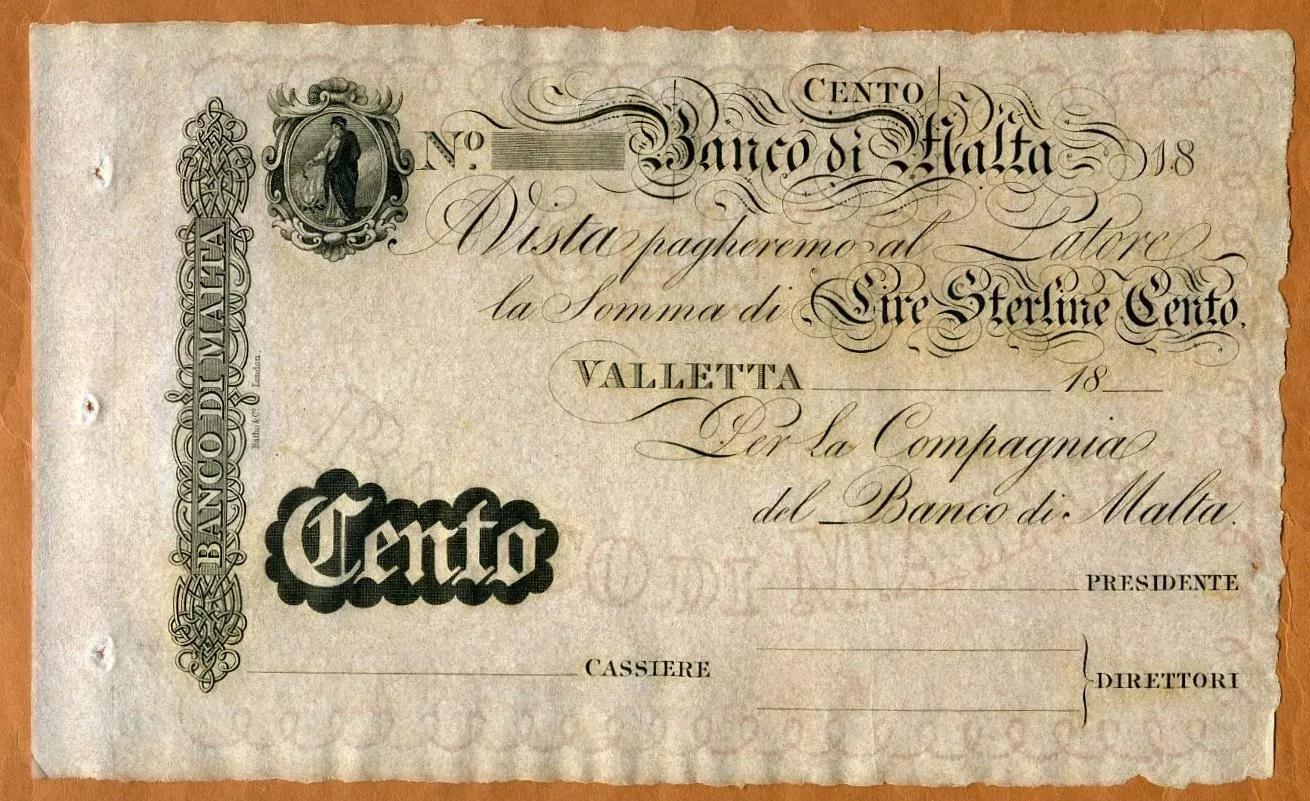 CENTO
No. Banco di Malta 18
A Vista pagheremo al Latore
la Somma di Lire Sterline Cento.
VALLETTA 18
Per la Compagnia
del Banco di Malta.
BANCO DI MALTA
London.
Cento
PRESIDENTE
CASSIERE
DIRETTORI